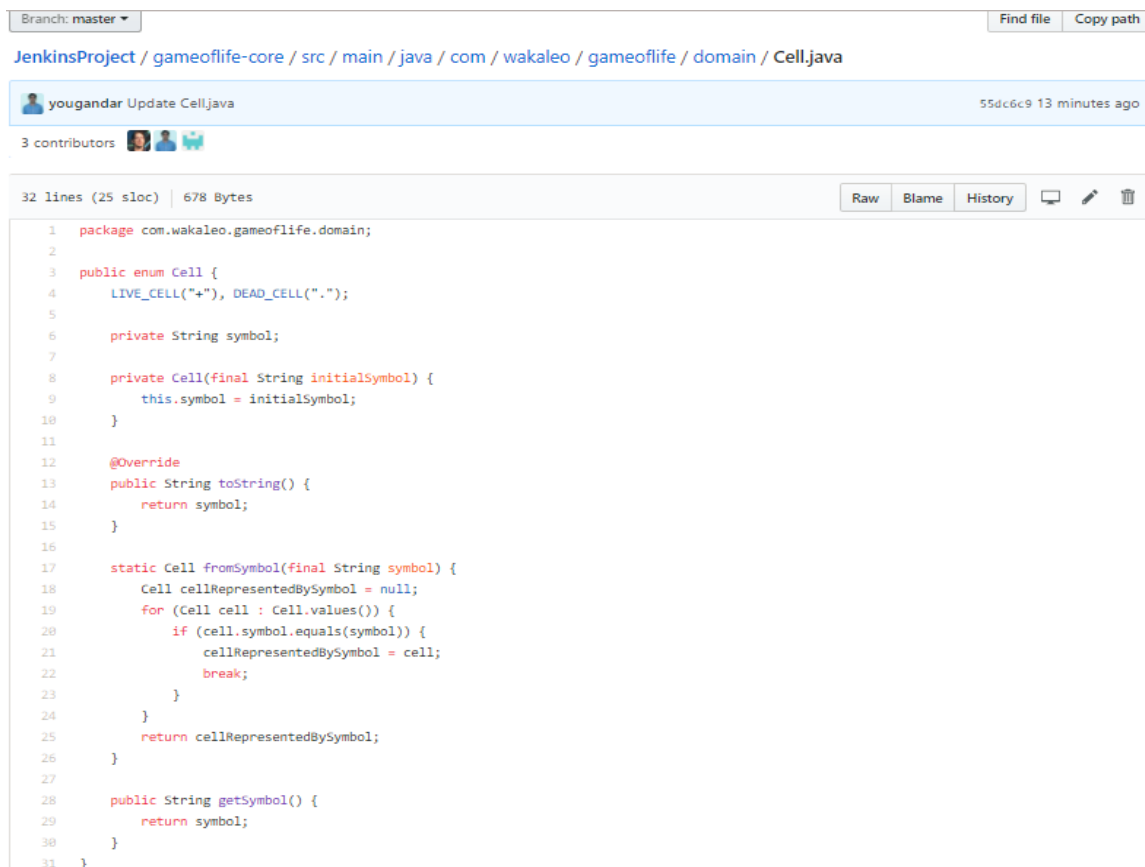 Branch: master
Find file
Copy path
JenkinsProject / gameoflife-core / src / main / java / com / wakaleo / gameoflife / domain / Cell.java
yougandar Update Cell.java
55dc6c9 13 minutes ago
3 contributors
32 lines (25 sloc) | 678 Bytes
Raw
Blame
History
1 package com.wakaleo.gameoflife.domain;
2
3 public enum Cell {
4     LIVE_CELL("+"), DEAD_CELL(".");
5
6     private String symbol;
7
8     private Cell(final String initialSymbol) {
9         this.symbol = initialSymbol;
10     }
11
12     @Override
13     public String toString() {
14         return symbol;
15     }
16
17     static Cell fromSymbol(final String symbol) {
18         Cell cellRepresentedBySymbol = null;
19         for (Cell cell : Cell.values()) {
20             if (cell.symbol.equals(symbol)) {
21                 cellRepresentedBySymbol = cell;
22                 break;
23             }
24         }
25         return cellRepresentedBySymbol;
26     }
27
28     public String getSymbol() {
29         return symbol;
30     }
31 }